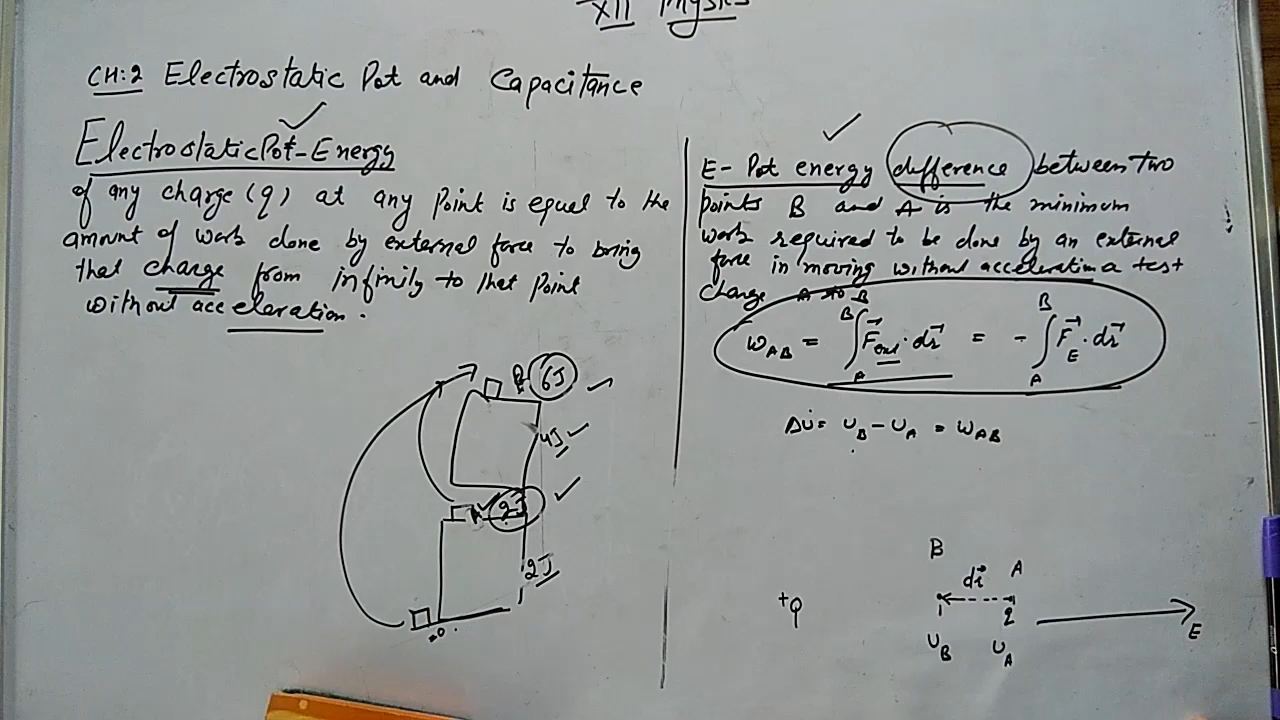 XII Physics
CH:2 Electrostatic Pot and Capacitance
Electrostatic Pot-Energy
of any charge (q) at any Point is equal to the
amount of work done by external force to bring
that charge from infinity to that point
without acceleration.
6J
4J
2J
2J
E- Pot energy difference between two
points B and A is the minimum
work required to be done by an external
force in moving without acceleration a test
charge A to B
W_AB = ∫_A^B F⃗_ext · dr⃗ = - ∫_A^B F⃗_E · dr⃗
ΔU = U_B - U_A = W_AB
B
dr⃗ A
+Q q
U_B U_A E